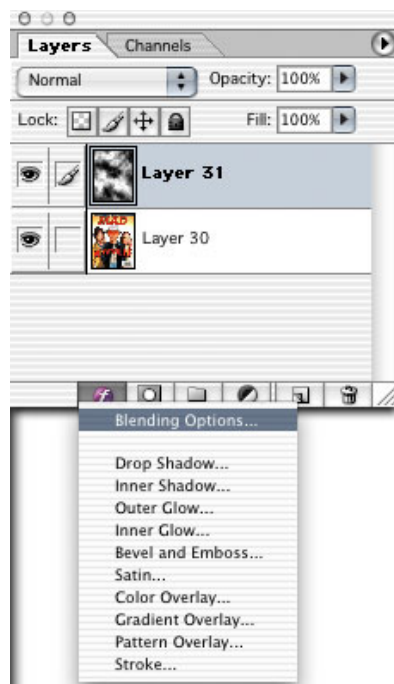 Layers Channels
Normal Opacity: 100%
Lock: Fill: 100%
Layer 31
MAD
Layer 30
Blending Options...
Drop Shadow...
Inner Shadow...
Outer Glow...
Inner Glow...
Bevel and Emboss...
Satin...
Color Overlay...
Gradient Overlay...
Pattern Overlay...
Stroke...